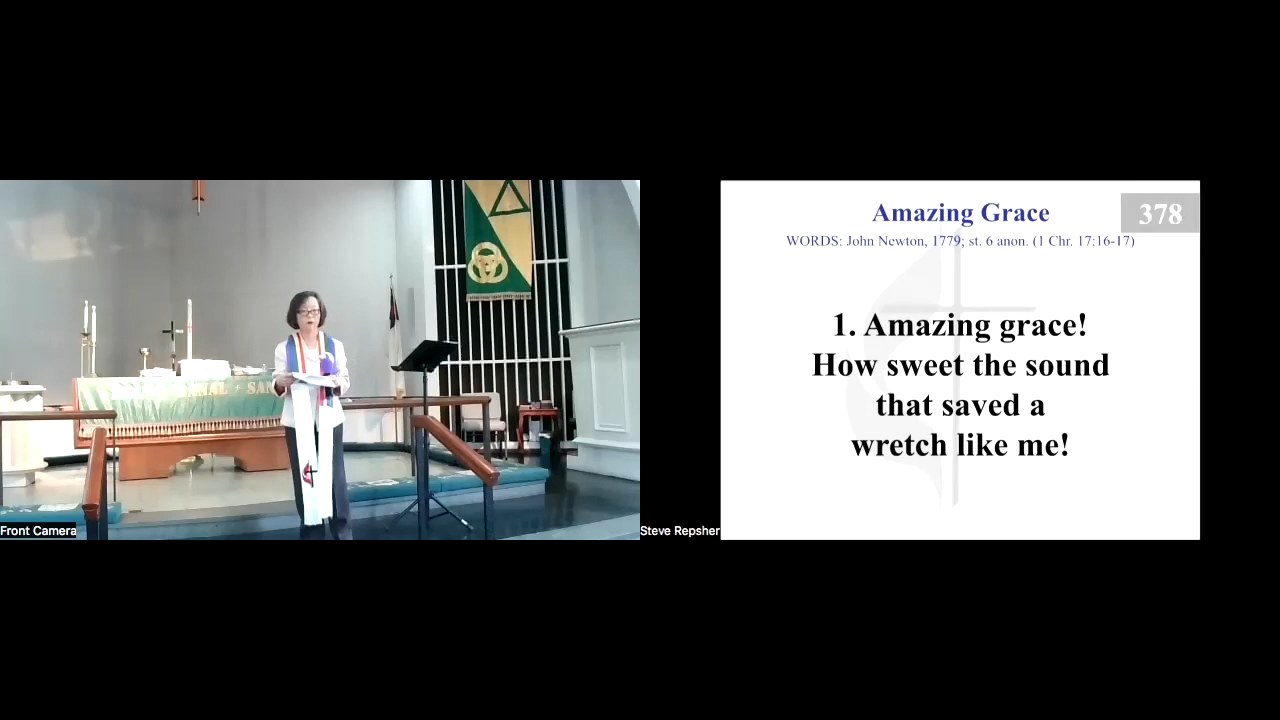 Front Camera
Steve Repsher
Amazing Grace
378
WORDS: John Newton, 1779; st. 6 anon. (1 Chr. 17:16-17)
1. Amazing grace!
How sweet the sound
that saved a
wretch like me!